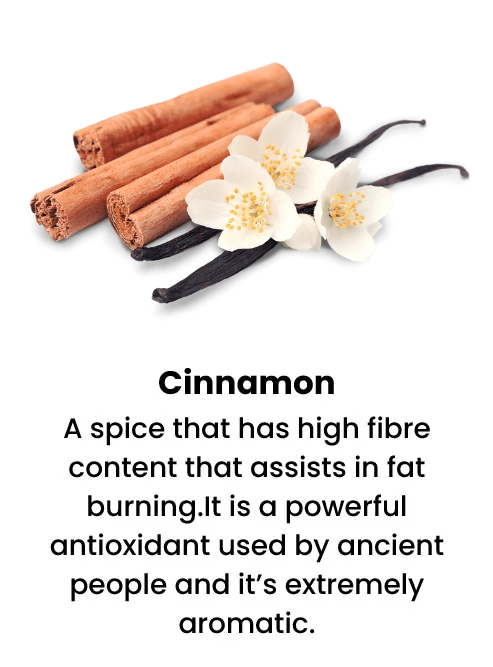 Cinnamon
A spice that has high fibre
content that assists in fat
burning.It is a powerful
antioxidant used by ancient
people and it’s extremely
aromatic.